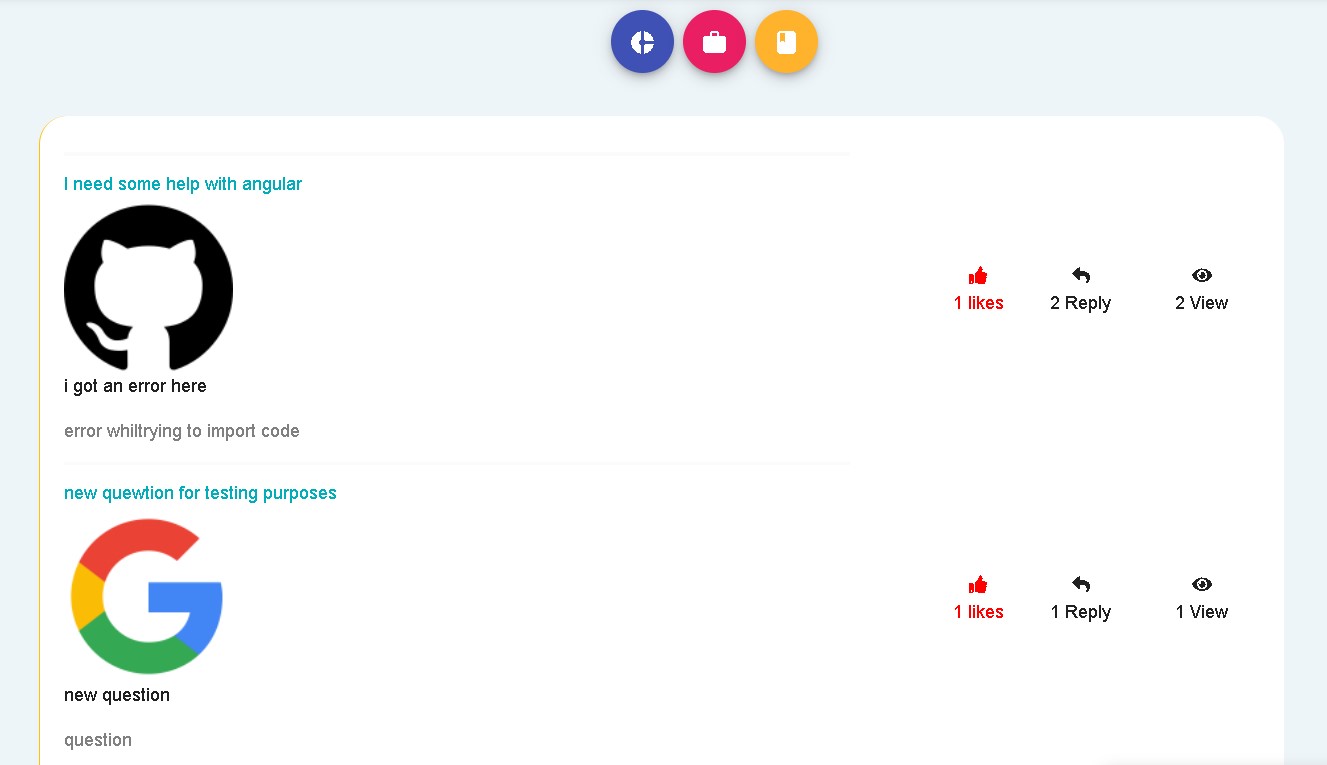 I need some help with angular
1 likes
2 Reply
2 View
i got an error here
error whiltrying to import code
new quewtion for testing purposes
1 likes
1 Reply
1 View
new question
question